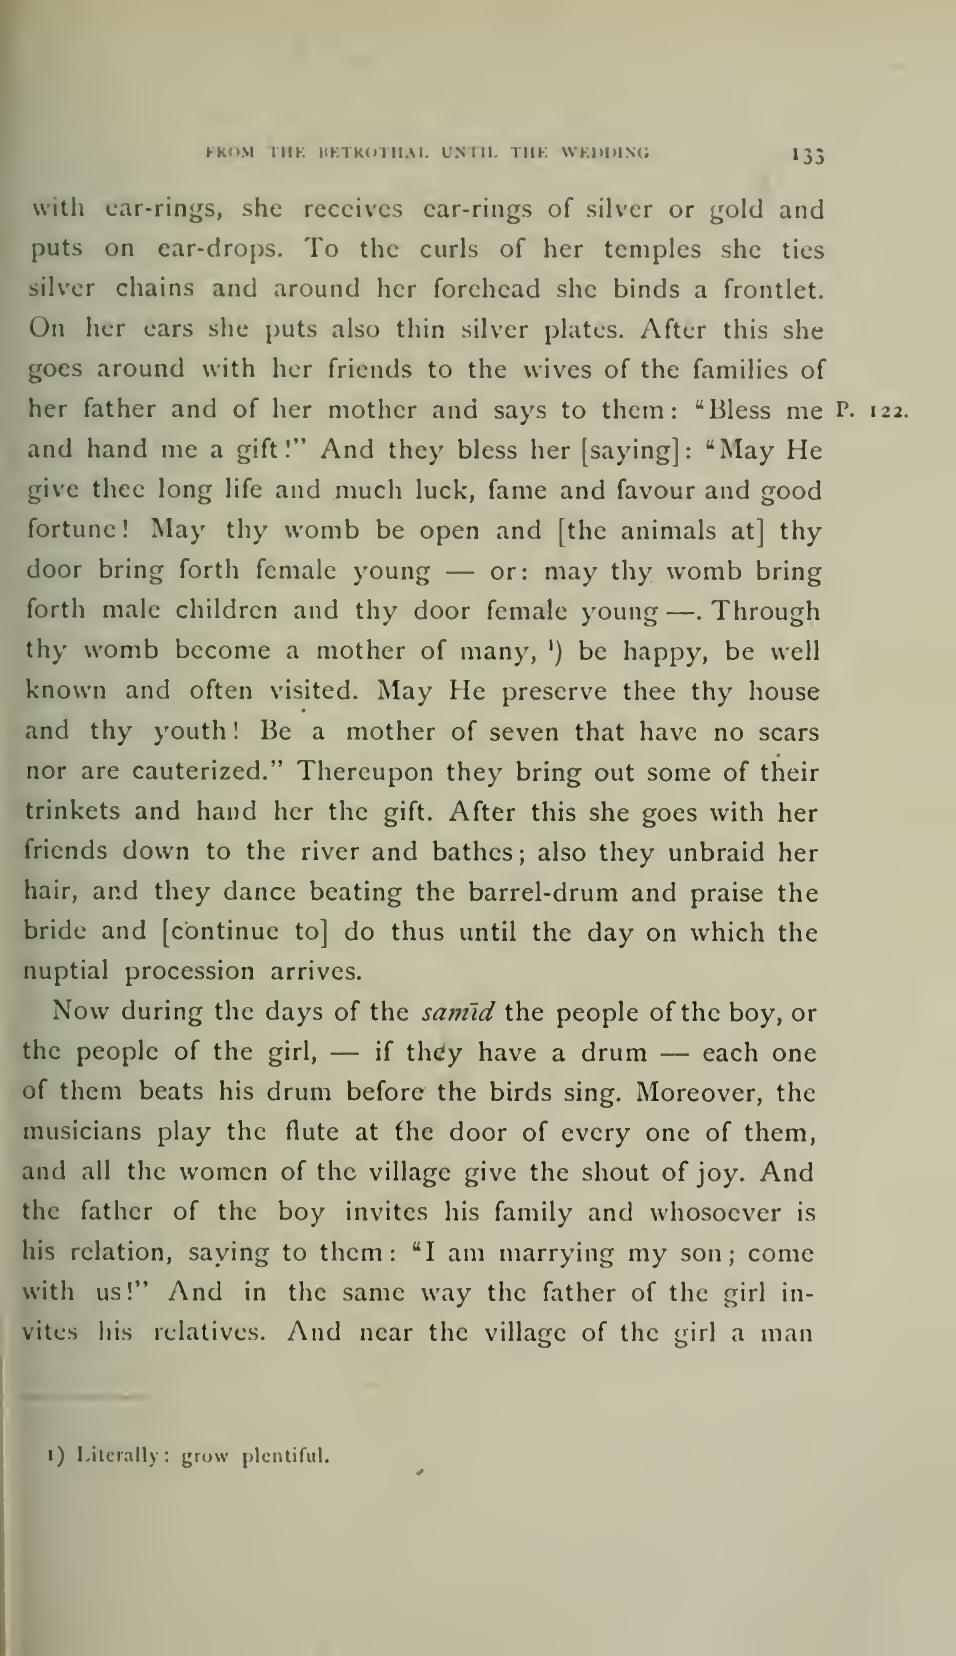 FROM THE BETROTHAL UNTIL THE WEDDING 133
with ear-rings, she receives ear-rings of silver or gold and
puts on ear-drops. To the curls of her temples she ties
silver chains and around her forehead she binds a frontlet.
On her ears she puts also thin silver plates. After this she
goes around with her friends to the wives of the families of
her father and of her mother and says to them: “Bless me P. 122.
and hand me a gift!” And they bless her [saying]: “May He
give thee long life and much luck, fame and favour and good
fortune! May thy womb be open and [the animals at] thy
door bring forth female young — or: may thy womb bring
forth male children and thy door female young —. Through
thy womb become a mother of many, ¹) be happy, be well
known and often visited. May He preserve thee thy house
and thy youth! Be a mother of seven that have no scars
nor are cauterized.” Thereupon they bring out some of their
trinkets and hand her the gift. After this she goes with her
friends down to the river and bathes; also they unbraid her
hair, and they dance beating the barrel-drum and praise the
bride and [continue to] do thus until the day on which the
nuptial procession arrives.
Now during the days of the samīd the people of the boy, or
the people of the girl, — if they have a drum — each one
of them beats his drum before the birds sing. Moreover, the
musicians play the flute at the door of every one of them,
and all the women of the village give the shout of joy. And
the father of the boy invites his family and whosoever is
his relation, saying to them: “I am marrying my son; come
with us!” And in the same way the father of the girl in-
vites his relatives. And near the village of the girl a man
1) Literally: grow plentiful.